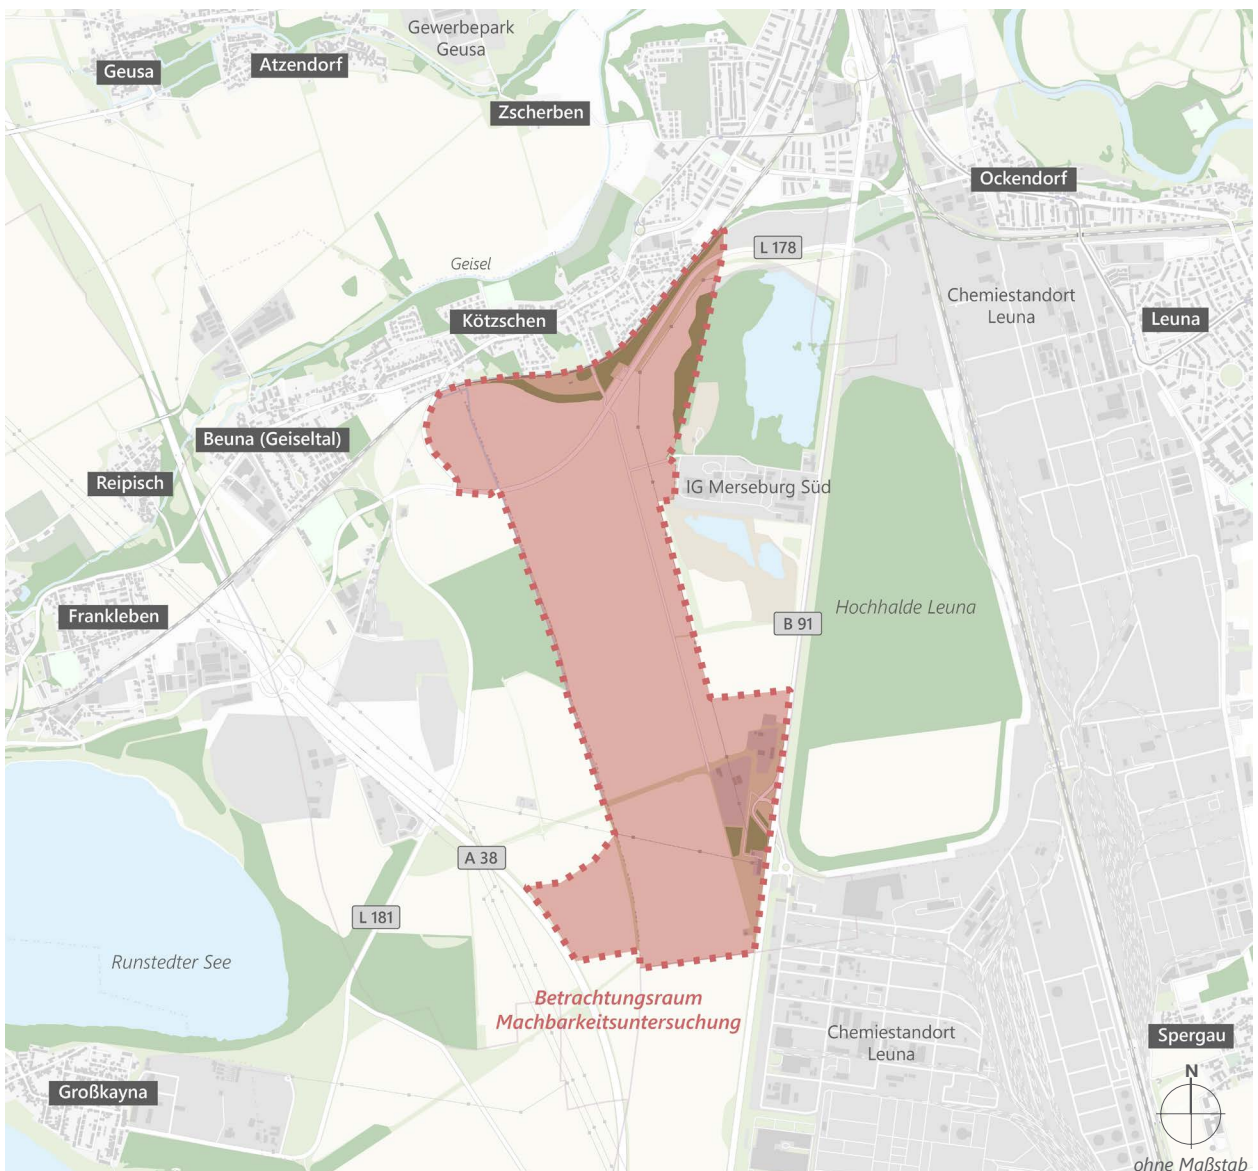 Gewerbepark
Geusa
Geusa
Atzendorf
Zscherben
Ockendorf
L 178
Geisel
Chemiestandort
Leuna
Kötzschen
Leuna
Beuna (Geiseltal)
Reipisch
IG Merseburg Süd
Frankleben
Hochhalde Leuna
B 91
A 38
L 181
Runstedter See
Betrachtungsraum
Machbarkeitsuntersuchung
Chemiestandort
Leuna
Spergau
Großkayna
N
ohne Maßstab